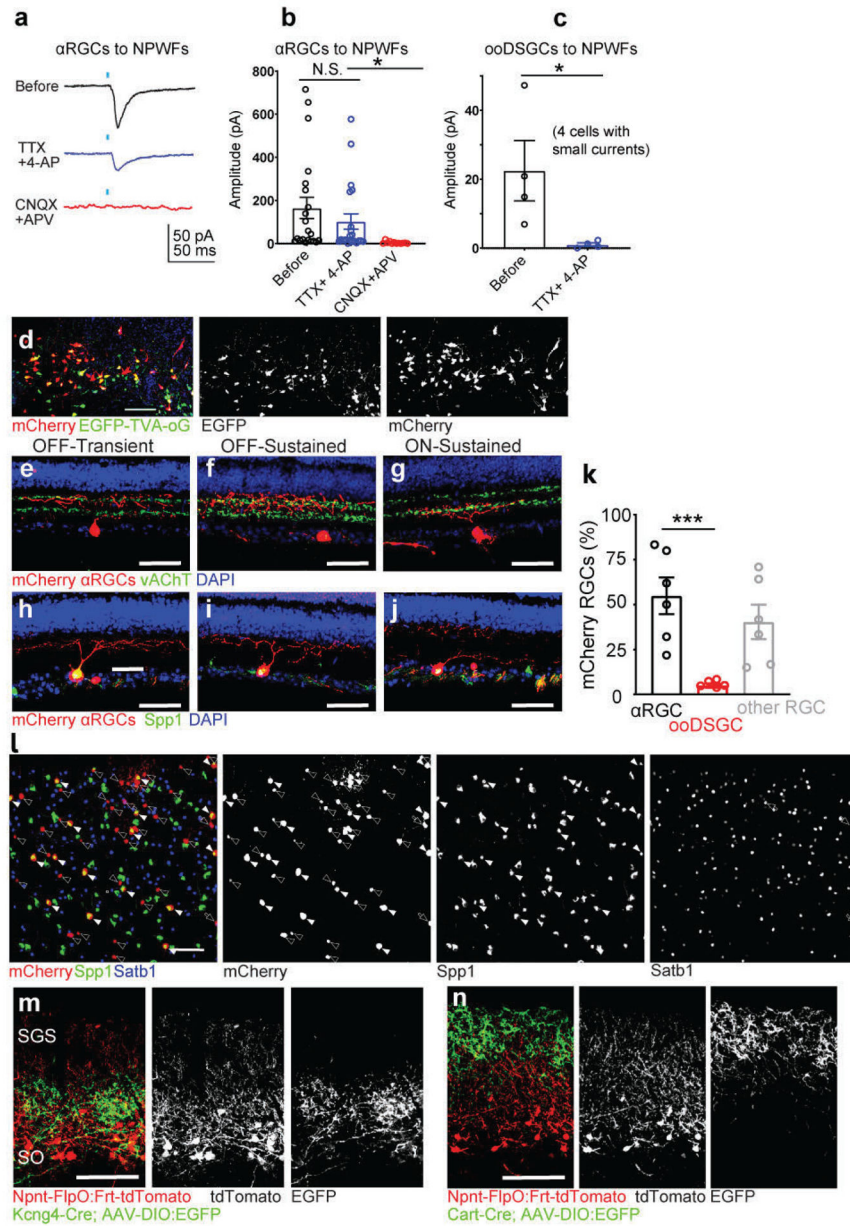 a
αRGCs to NPWFs
Before
TTX
+4-AP
CNQX
+APV
50 pA
50 ms
b
αRGCs to NPWFs
N.S.
*
Amplitude (pA)
800
600
400
200
0
Before
TTX+ 4-AP
CNQX+APV
c
ooDSGCs to NPWFs
*
(4 cells with
small currents)
Amplitude (pA)
40
20
0
Before
TTX+ 4-AP
d
mCherry EGFP-TVA-oG
EGFP
mCherry
OFF-Transient
OFF-Sustained
ON-Sustained
e
f
g
mCherry αRGCs vAChT DAPI
h
i
j
mCherry αRGCs Spp1 DAPI
k
***
mCherry RGCs (%)
100
75
50
25
0
αRGC
ooDSGC
other RGC
l
mCherry Spp1 Satb1
mCherry
Spp1
Satb1
m
SGS
SO
Npnt-FlpO:Frt-tdTomato
tdTomato
EGFP
Kcng4-Cre; AAV-DIO:EGFP
n
Npnt-FlpO:Frt-tdTomato
tdTomato
EGFP
Cart-Cre; AAV-DIO:EGFP